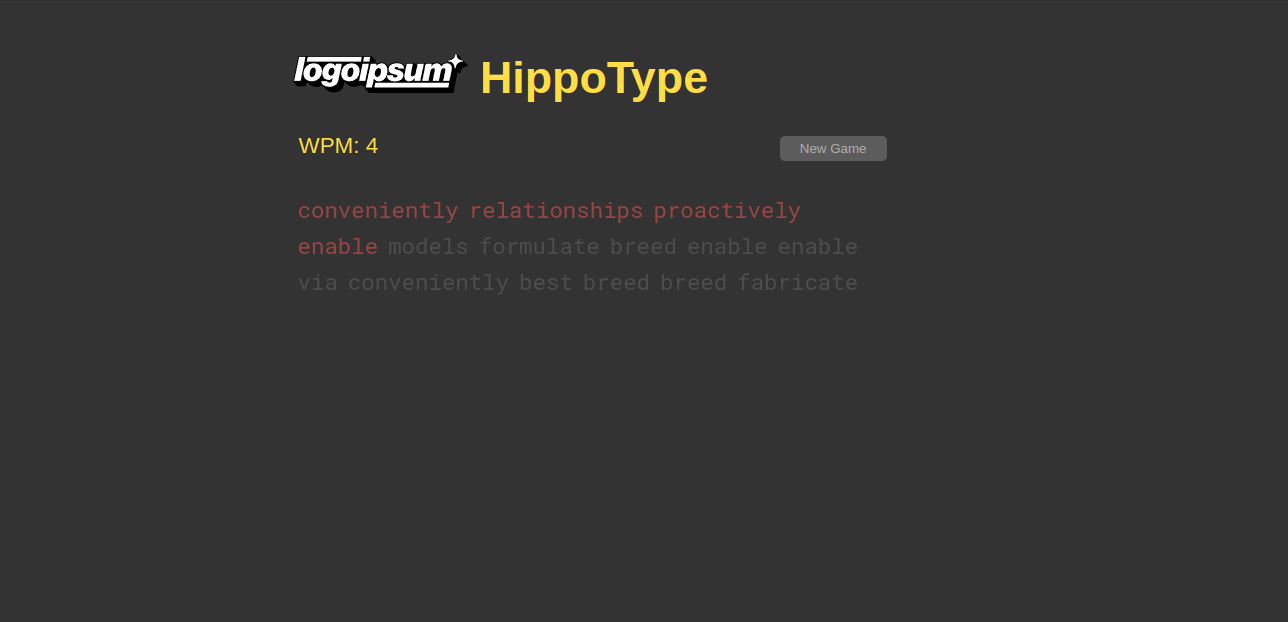 logoipsum HippoType
WPM: 4 New Game
conveniently relationships proactively
enable models formulate breed enable enable
via conveniently best breed breed fabricate